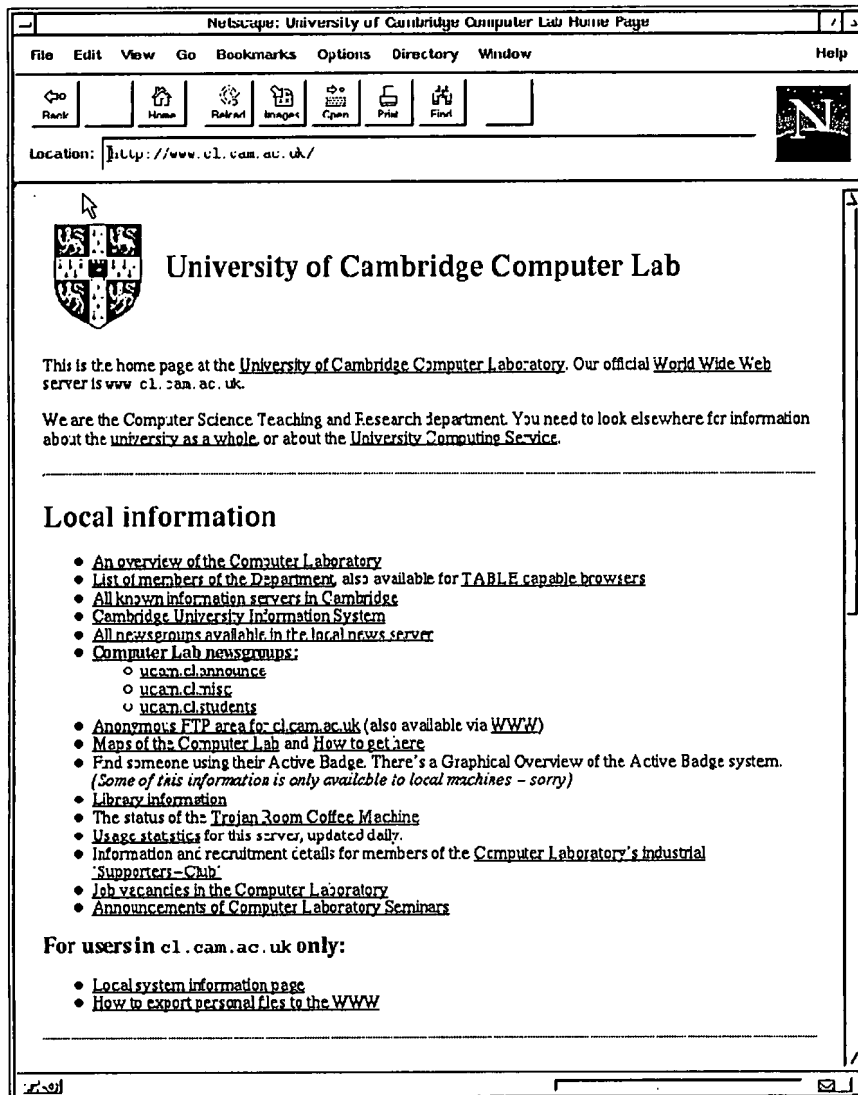 Netscape: University of Cambridge Computer Lab Home Page
File Edit View Go Bookmarks Options Directory Window Help
Back Home Reload Images Open Print Find
N
Location: http://www.cl.cam.ac.uk/
University of Cambridge Computer Lab
This is the home page at the University of Cambridge Computer Laboratory. Our official World Wide Web
server is www.cl.cam.ac.uk.
We are the Computer Science Teaching and Research department. You need to look elsewhere for information
about the university as a whole, or about the University Computing Service.
Local information
● An overview of the Computer Laboratory
● List of members of the Department, also available for TABLE capable browsers
● All known information servers in Cambridge
● Cambridge University Information System
● All newsgroups available in the local news server
● Computer Lab newsgroups:
○ ucam.cl.announce
○ ucam.cl.misc
○ ucam.cl.students
● Anonymous FTP area for cl.cam.ac.uk (also available via WWW)
● Maps of the Computer Lab and How to get here
● Find someone using their Active Badge. There's a Graphical Overview of the Active Badge system.
(Some of this information is only available to local machines – sorry)
● Library information
● The status of the Trojan Room Coffee Machine
● Usage statistics for this server, updated daily.
● Information and recruitment details for members of the Computer Laboratory's industrial
'Supporters–Club'
● Job vacancies in the Computer Laboratory
● Announcements of Computer Laboratory Seminars
For users in cl.cam.ac.uk only:
● Local system information page
● How to export personal files to the WWW